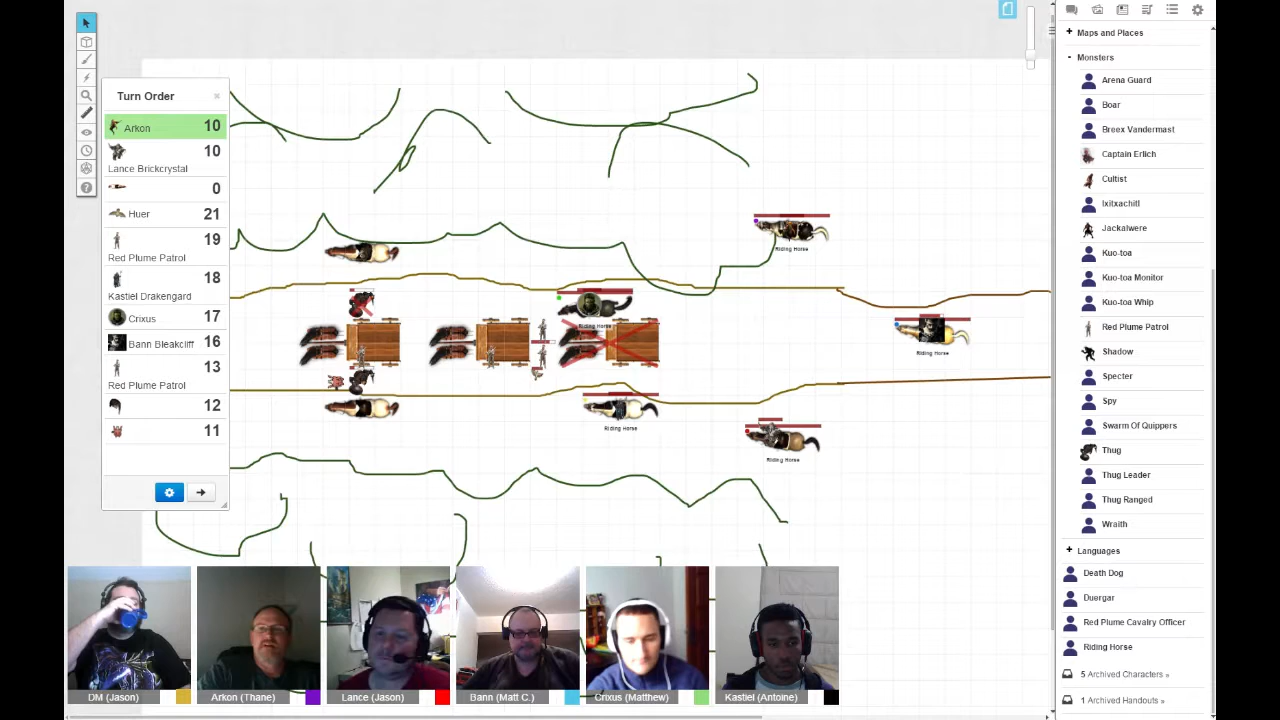 Turn Order ×
Arkon 10
Lance Brickcrystal 10
0
Huer 21
Red Plume Patrol 19
Kastiel Drakengard 18
Crixus 17
Bann Bleakcliff 16
Red Plume Patrol 13
12
11
Riding Horse
Riding Horse
Riding Horse
Riding Horse
Riding Horse
DM (Jason)
Arkon (Thane)
Lance (Jason)
Bann (Matt C.)
Crixus (Matthew)
Kastiel (Antoine)
+ Maps and Places
- Monsters
Arena Guard
Boar
Breex Vandermast
Captain Erlich
Cultist
Ixitxachitl
Jackalwere
Kuo-toa
Kuo-toa Monitor
Kuo-toa Whip
Red Plume Patrol
Shadow
Specter
Spy
Swarm Of Quippers
Thug
Thug Leader
Thug Ranged
Wraith
+ Languages
Death Dog
Duergar
Red Plume Cavalry Officer
Riding Horse
5 Archived Characters »
1 Archived Handouts »